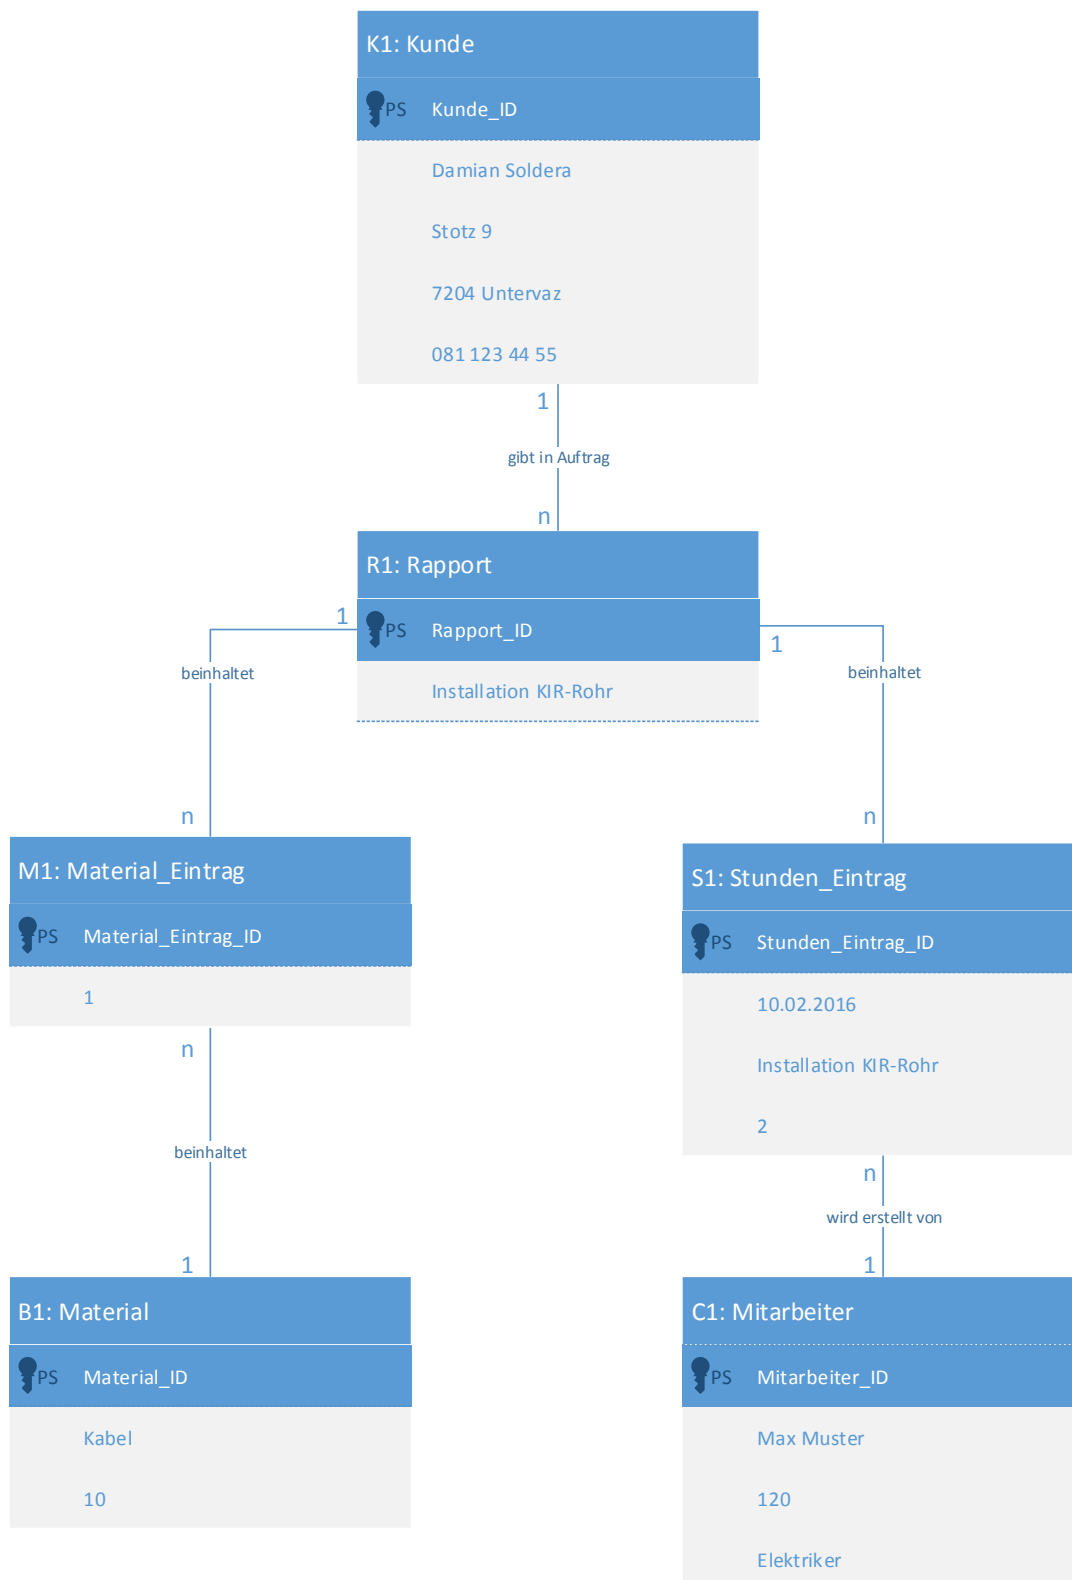 K1: Kunde
PS Kunde_ID
Damian Soldera
Stotz 9
7204 Untervaz
081 123 44 55
1
gibt in Auftrag
n
R1: Rapport
1
PS Rapport_ID
1
beinhaltet
beinhaltet
Installation KIR-Rohr
n
n
M1: Material_Eintrag
PS Material_Eintrag_ID
1
S1: Stunden_Eintrag
PS Stunden_Eintrag_ID
10.02.2016
Installation KIR-Rohr
2
n
beinhaltet
1
n
wird erstellt von
1
B1: Material
PS Material_ID
Kabel
10
C1: Mitarbeiter
PS Mitarbeiter_ID
Max Muster
120
Elektriker